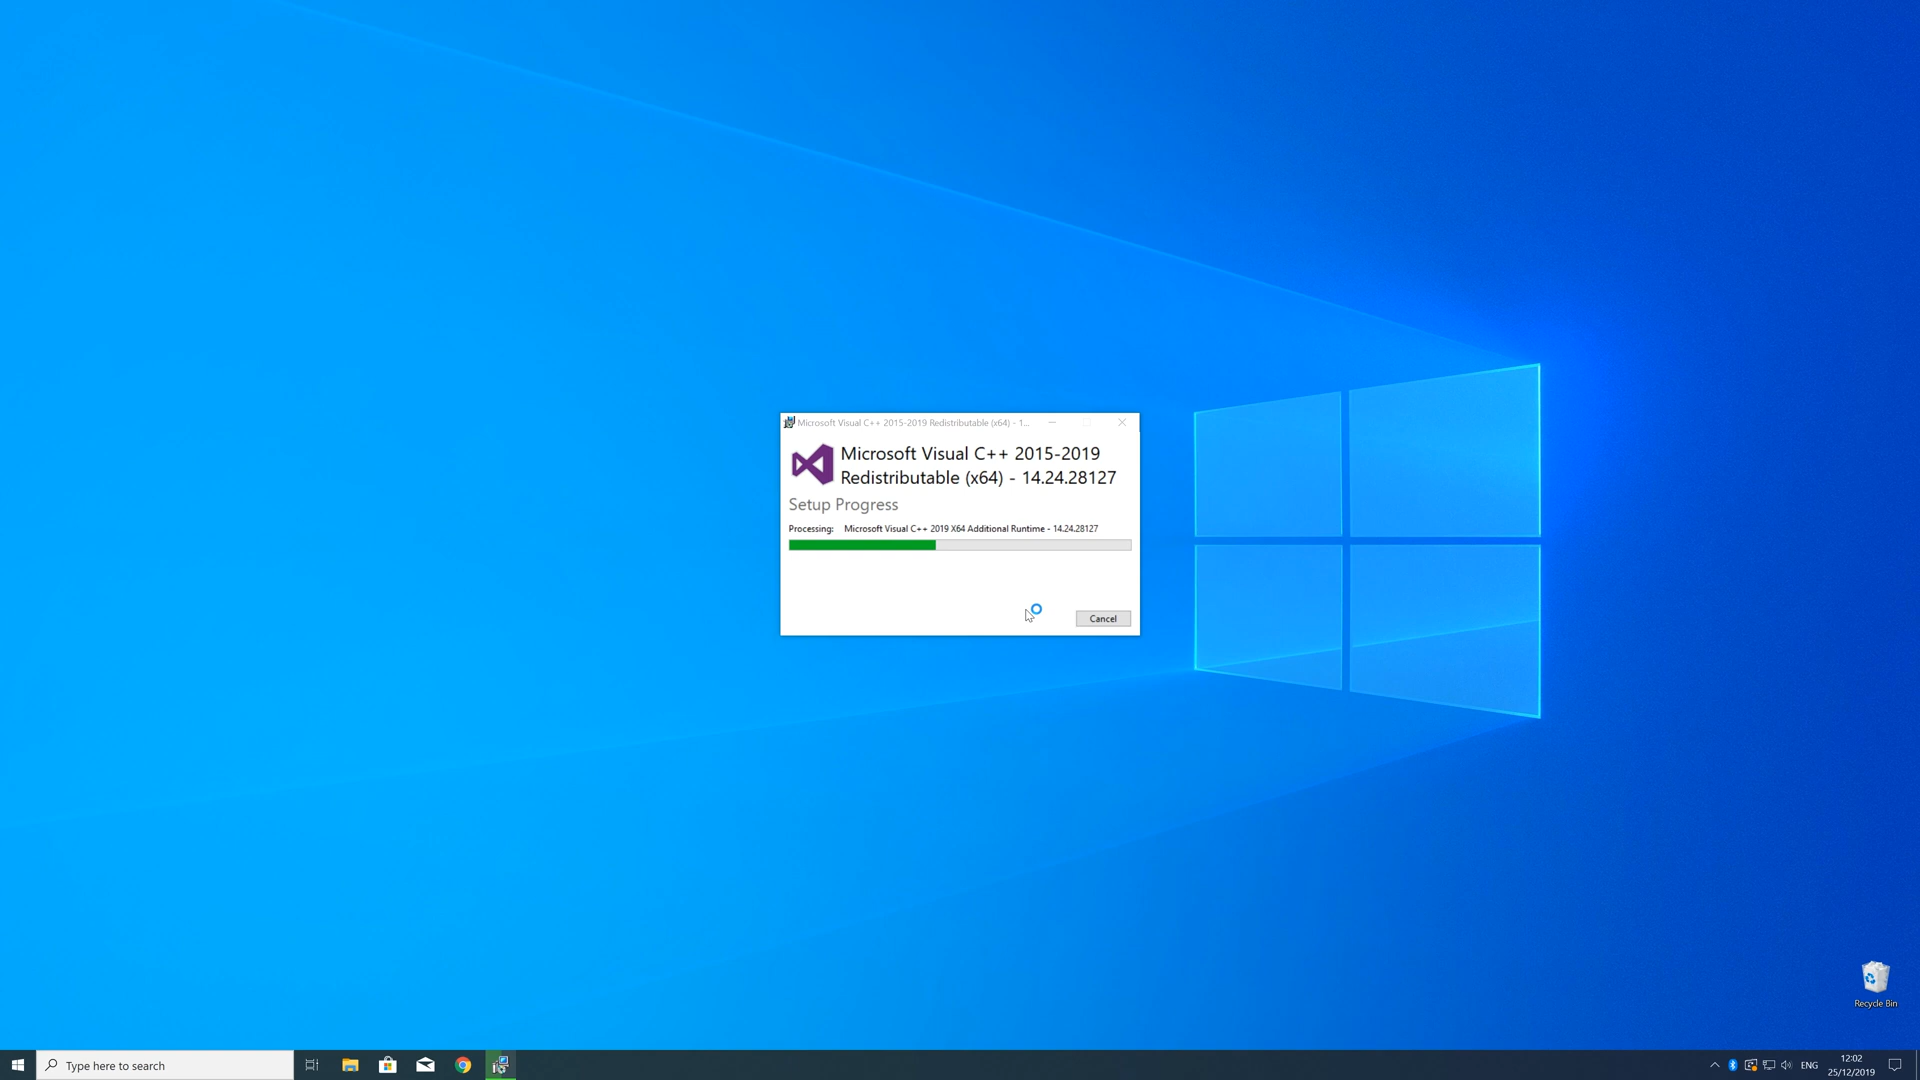 Microsoft Visual C++ 2015-2019 Redistributable (x64) - 1...
Microsoft Visual C++ 2015-2019
Redistributable (x64) - 14.24.28127
Setup Progress
Processing: Microsoft Visual C++ 2019 X64 Additional Runtime - 14.24.28127
Cancel
Recycle Bin
Type here to search
ENG
12:02
25/12/2019